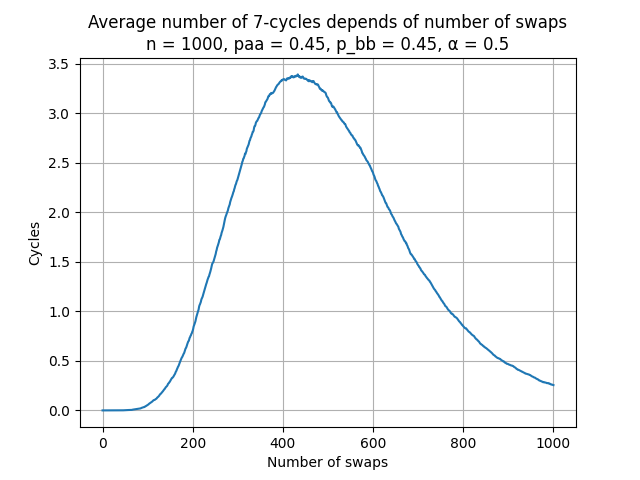 Average number of 7-cycles depends of number of swaps
n = 1000, paa = 0.45, p_bb = 0.45, α = 0.5
3.5
3.0
2.5
2.0
1.5
1.0
0.5
0.0
Cycles
0 200 400 600 800 1000
Number of swaps